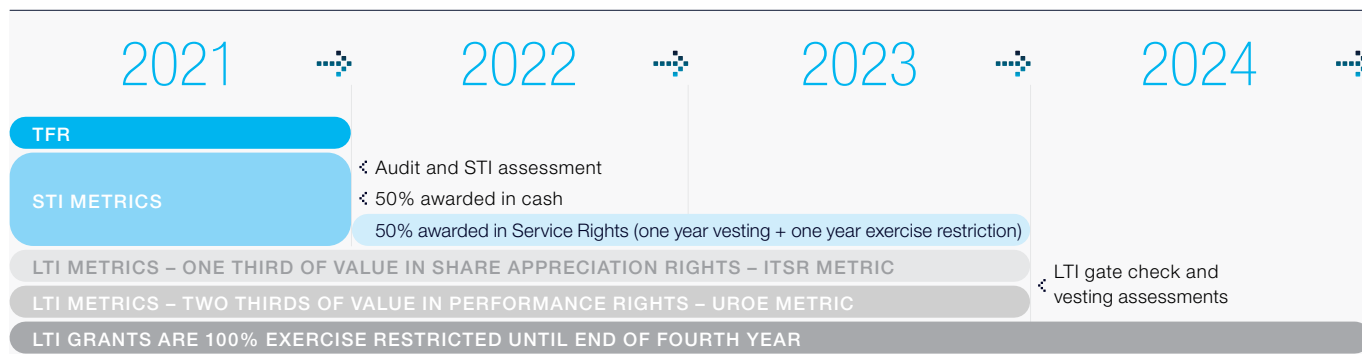 2021 2022 2023 2024
TFR
STI METRICS
Audit and STI assessment
50% awarded in cash
50% awarded in Service Rights (one year vesting + one year exercise restriction)
LTI METRICS – ONE THIRD OF VALUE IN SHARE APPRECIATION RIGHTS – ITSR METRIC
LTI METRICS – TWO THIRDS OF VALUE IN PERFORMANCE RIGHTS – UROE METRIC
LTI gate check and
vesting assessments
LTI GRANTS ARE 100% EXERCISE RESTRICTED UNTIL END OF FOURTH YEAR